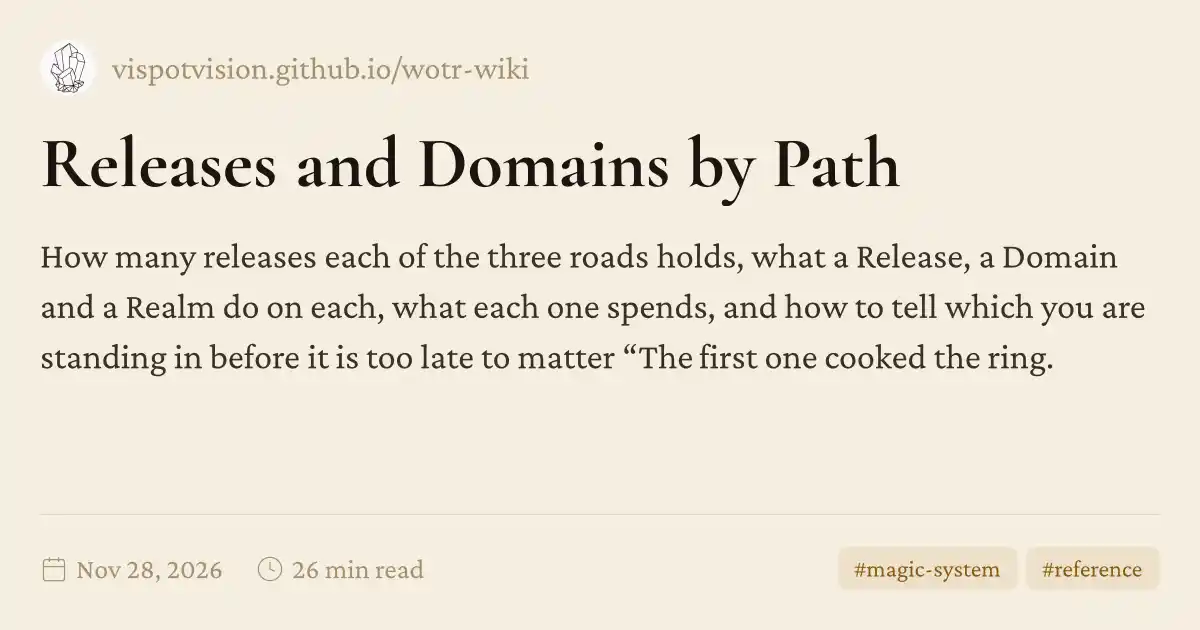 vispotvision.github.io/wotr-wiki
Releases and Domains by Path
How many releases each of the three roads holds, what a Release, a Domain
and a Realm do on each, what each one spends, and how to tell which you are
standing in before it is too late to matter “The first one cooked the ring.
Nov 28, 2026
26 min read
#magic-system
#reference